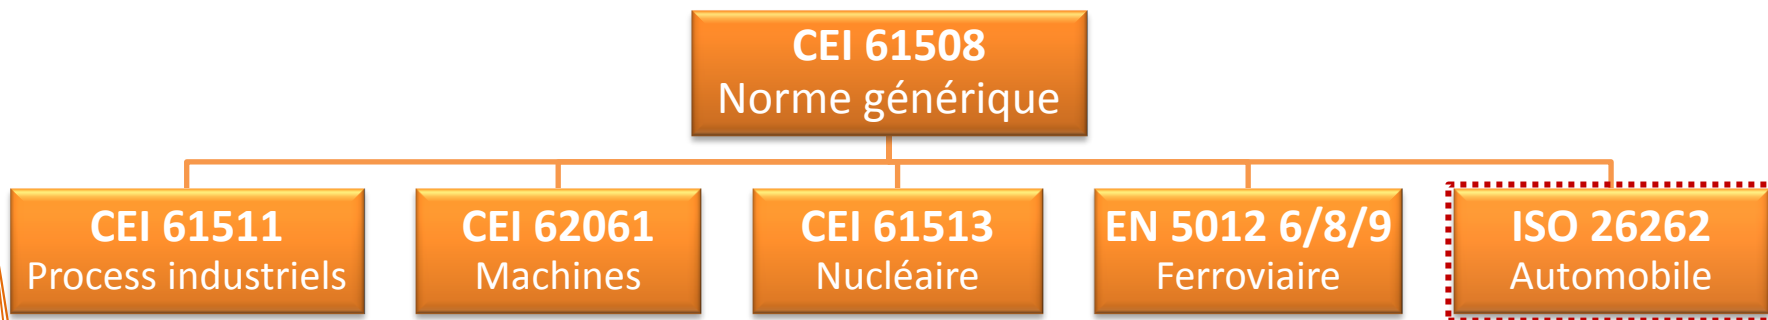 CEI 61508
Norme générique
CEI 61511
Process industriels
CEI 62061
Machines
CEI 61513
Nucléaire
EN 5012 6/8/9
Ferroviaire
ISO 26262
Automobile